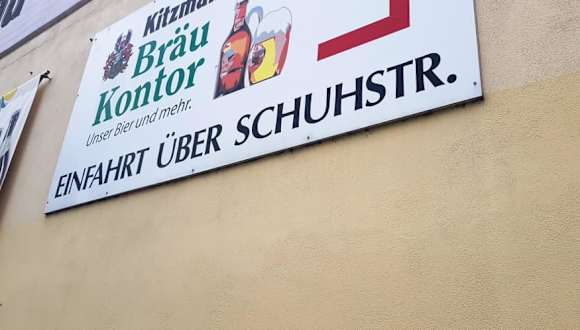 Bräu
Kontor
Unser Bier und mehr.
EINFAHRT ÜBER SCHUHSTR.